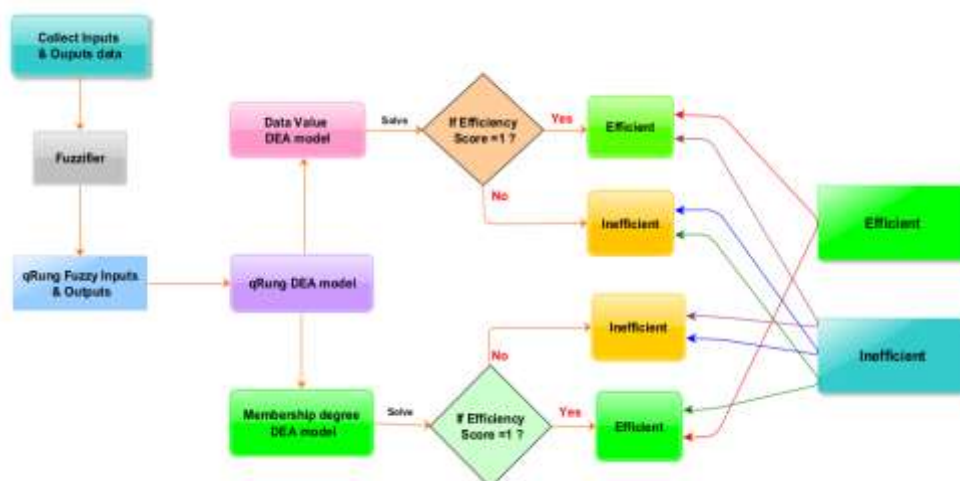 Collect Inputs
& Ouputs data
Fuzzifier
qRung Fuzzy Inputs
& Outputs
qRung DEA model
Data Value
DEA model
Solve
If Efficiency
Score =1 ?
Yes
Efficient
No
Inefficient
Membership degree
DEA model
Solve
If Efficiency
Score =1 ?
No
Inefficient
Yes
Efficient
Efficient
Inefficient